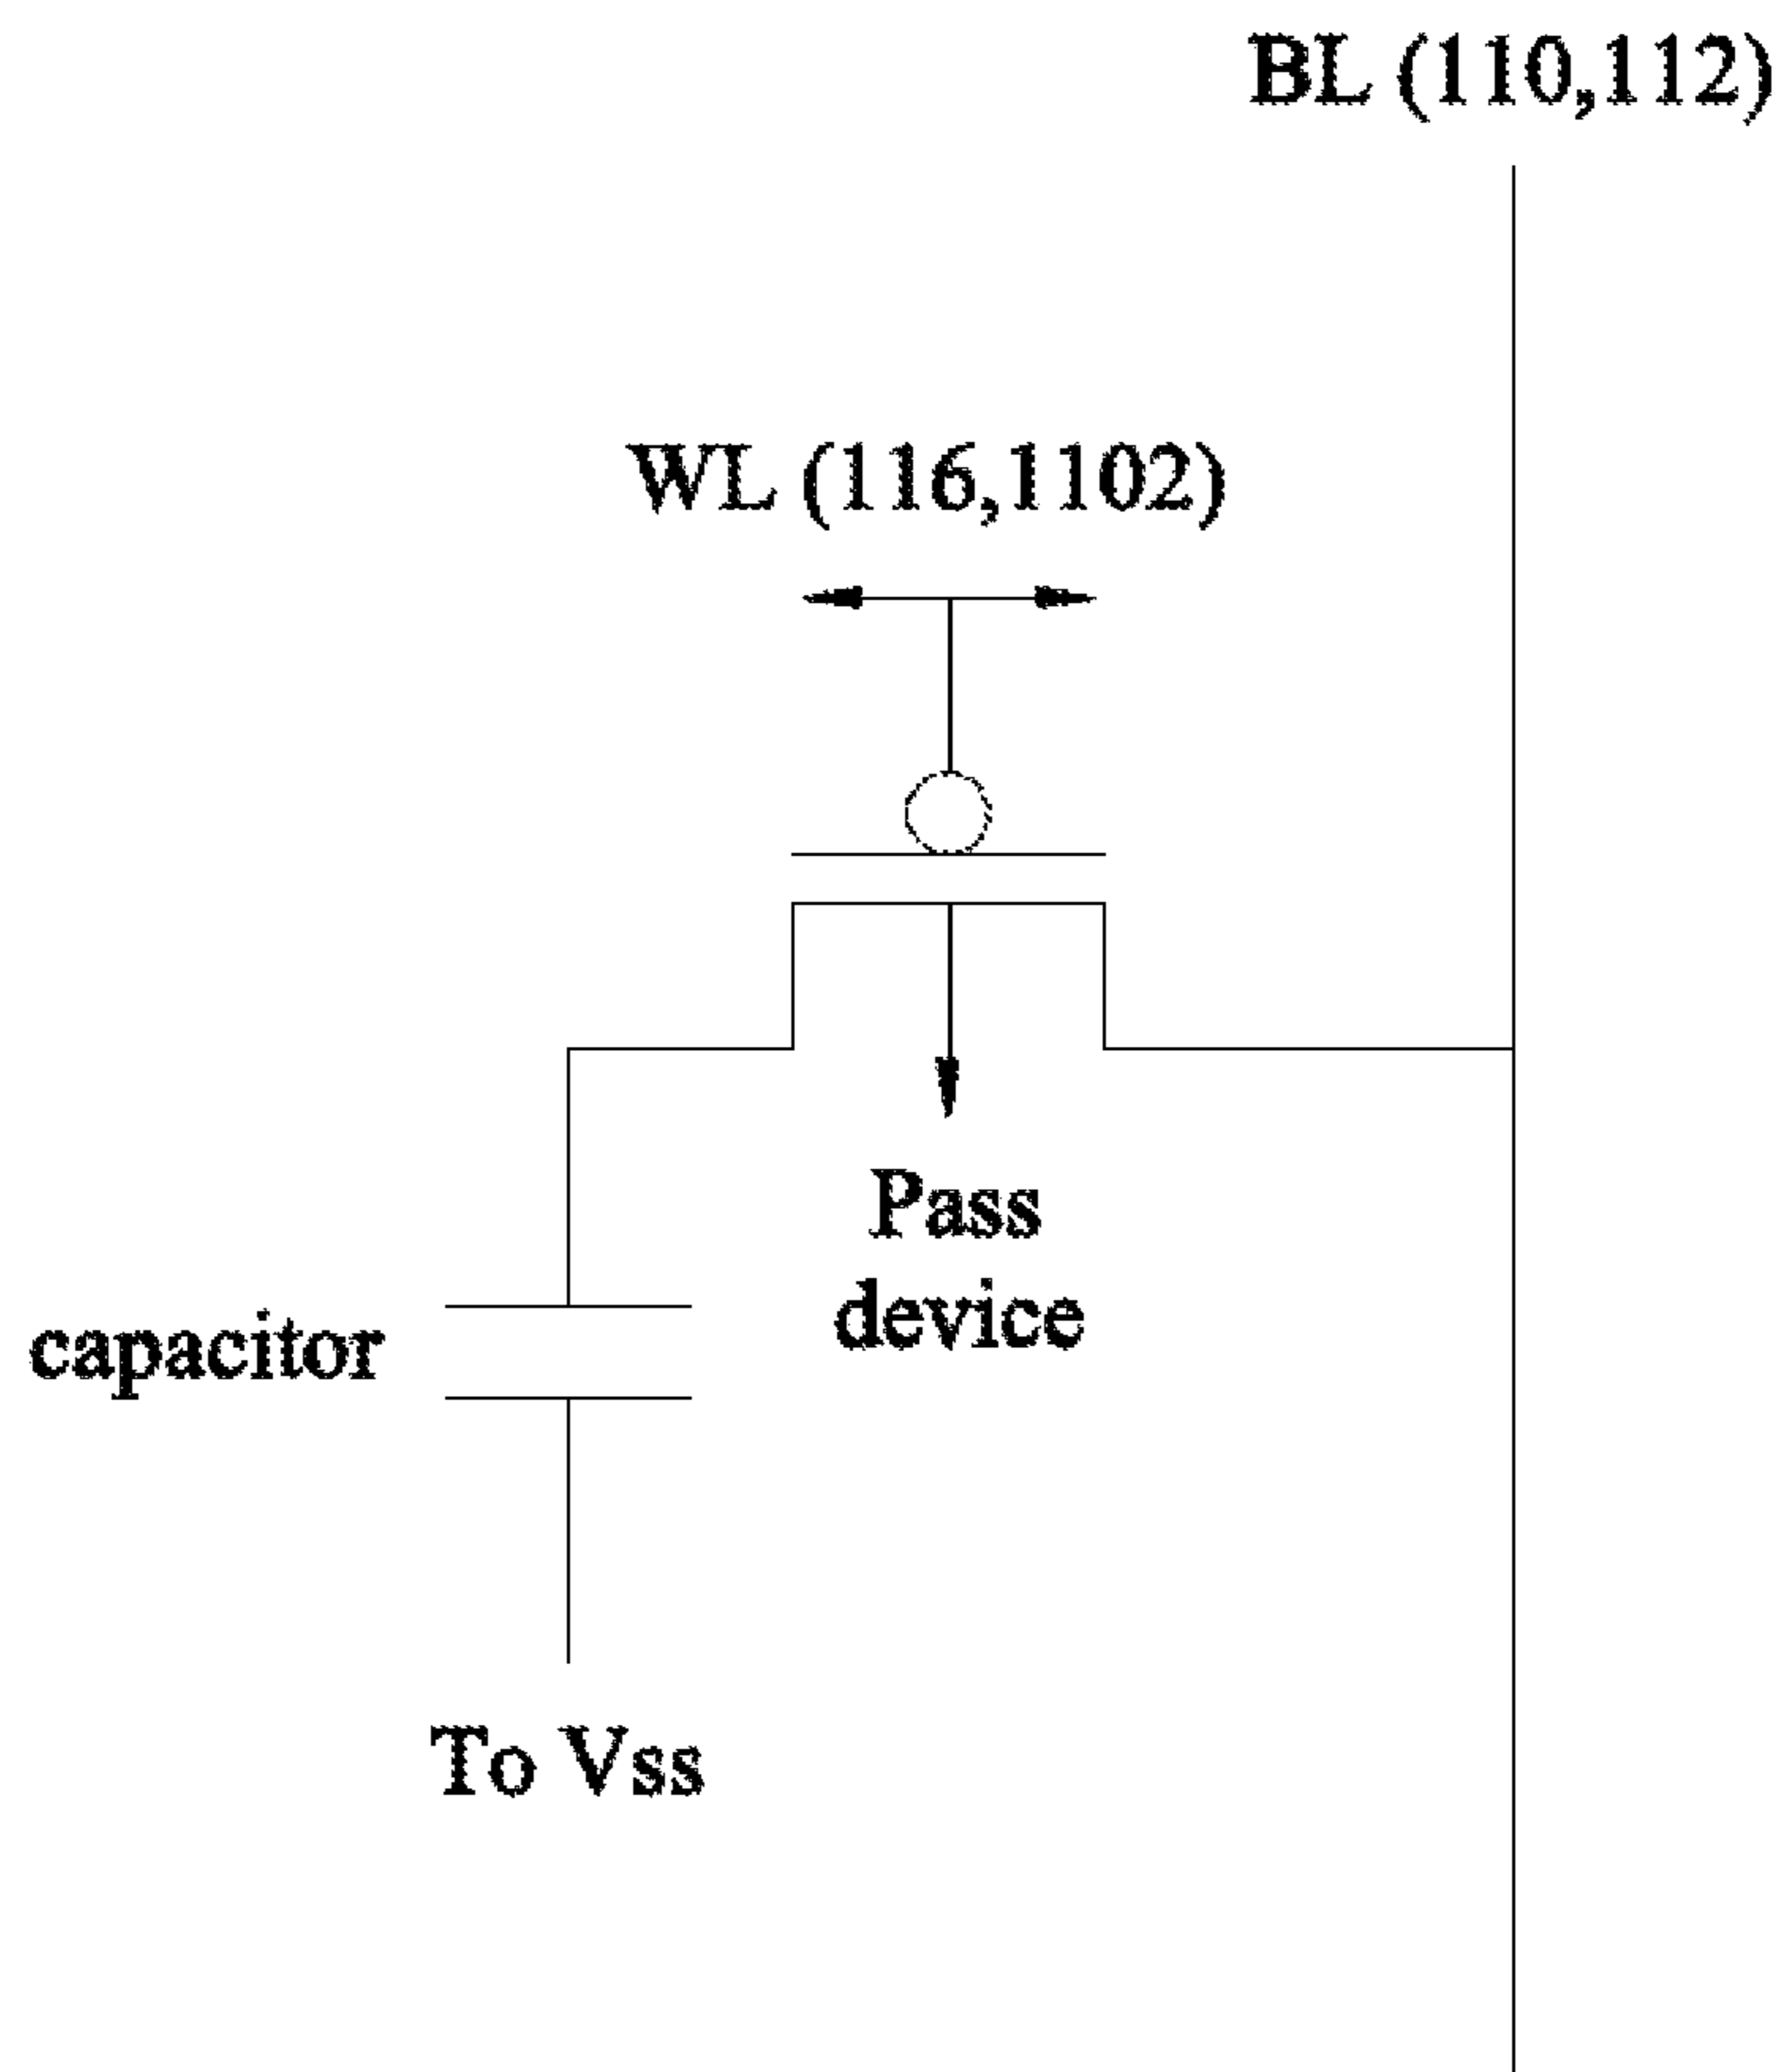 BL (110,112)
WL (116,1102)
Pass
device
capacitor
To Vss